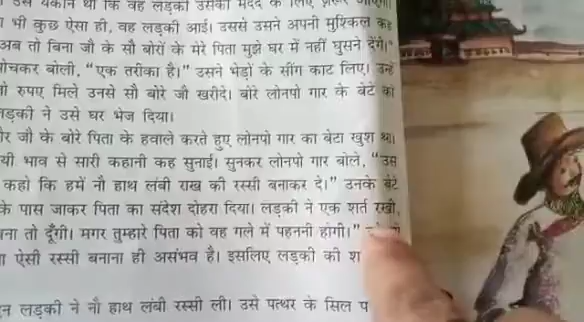 उसे यकीन था कि वह लड़की उसकी मदद के लिए ज़रूर आएगी।
भी कुछ ऐसा ही, वह लड़की आई। उससे उसने अपनी मुश्किल कह
अब तो बिना जौ के सौ बोरों के मेरे पिता मुझे घर में नहीं घुसने देंगे।"
सोचकर बोली, "एक तरीका है।" उसने भेड़ों के सींग काट लिए। उन्हें
रुपए मिले उनसे सौ बोरे जौ खरीदे। बोरे लोनपो गार के बेटे को
लड़की ने उसे घर भेज दिया।
जौ के बोरे पिता के हवाले करते हुए लोनपो गार का बेटा खुश था।
भाव से सारी कहानी कह सुनाई। सुनकर लोनपो गार बोले, "उस
कहो कि हमें नौ हाथ लंबी राख की रस्सी बनाकर दे।" उनके बेटे
के पास जाकर पिता का संदेश दोहरा दिया। लड़की ने एक शर्त रखी,
तो दूँगी। मगर तुम्हारे पिता को वह गले में पहननी होगी।"
ऐसी रस्सी बनाना ही असंभव है। इसलिए लड़की की
लड़की ने नौ हाथ लंबी रस्सी ली। उसे पत्थर के सिल